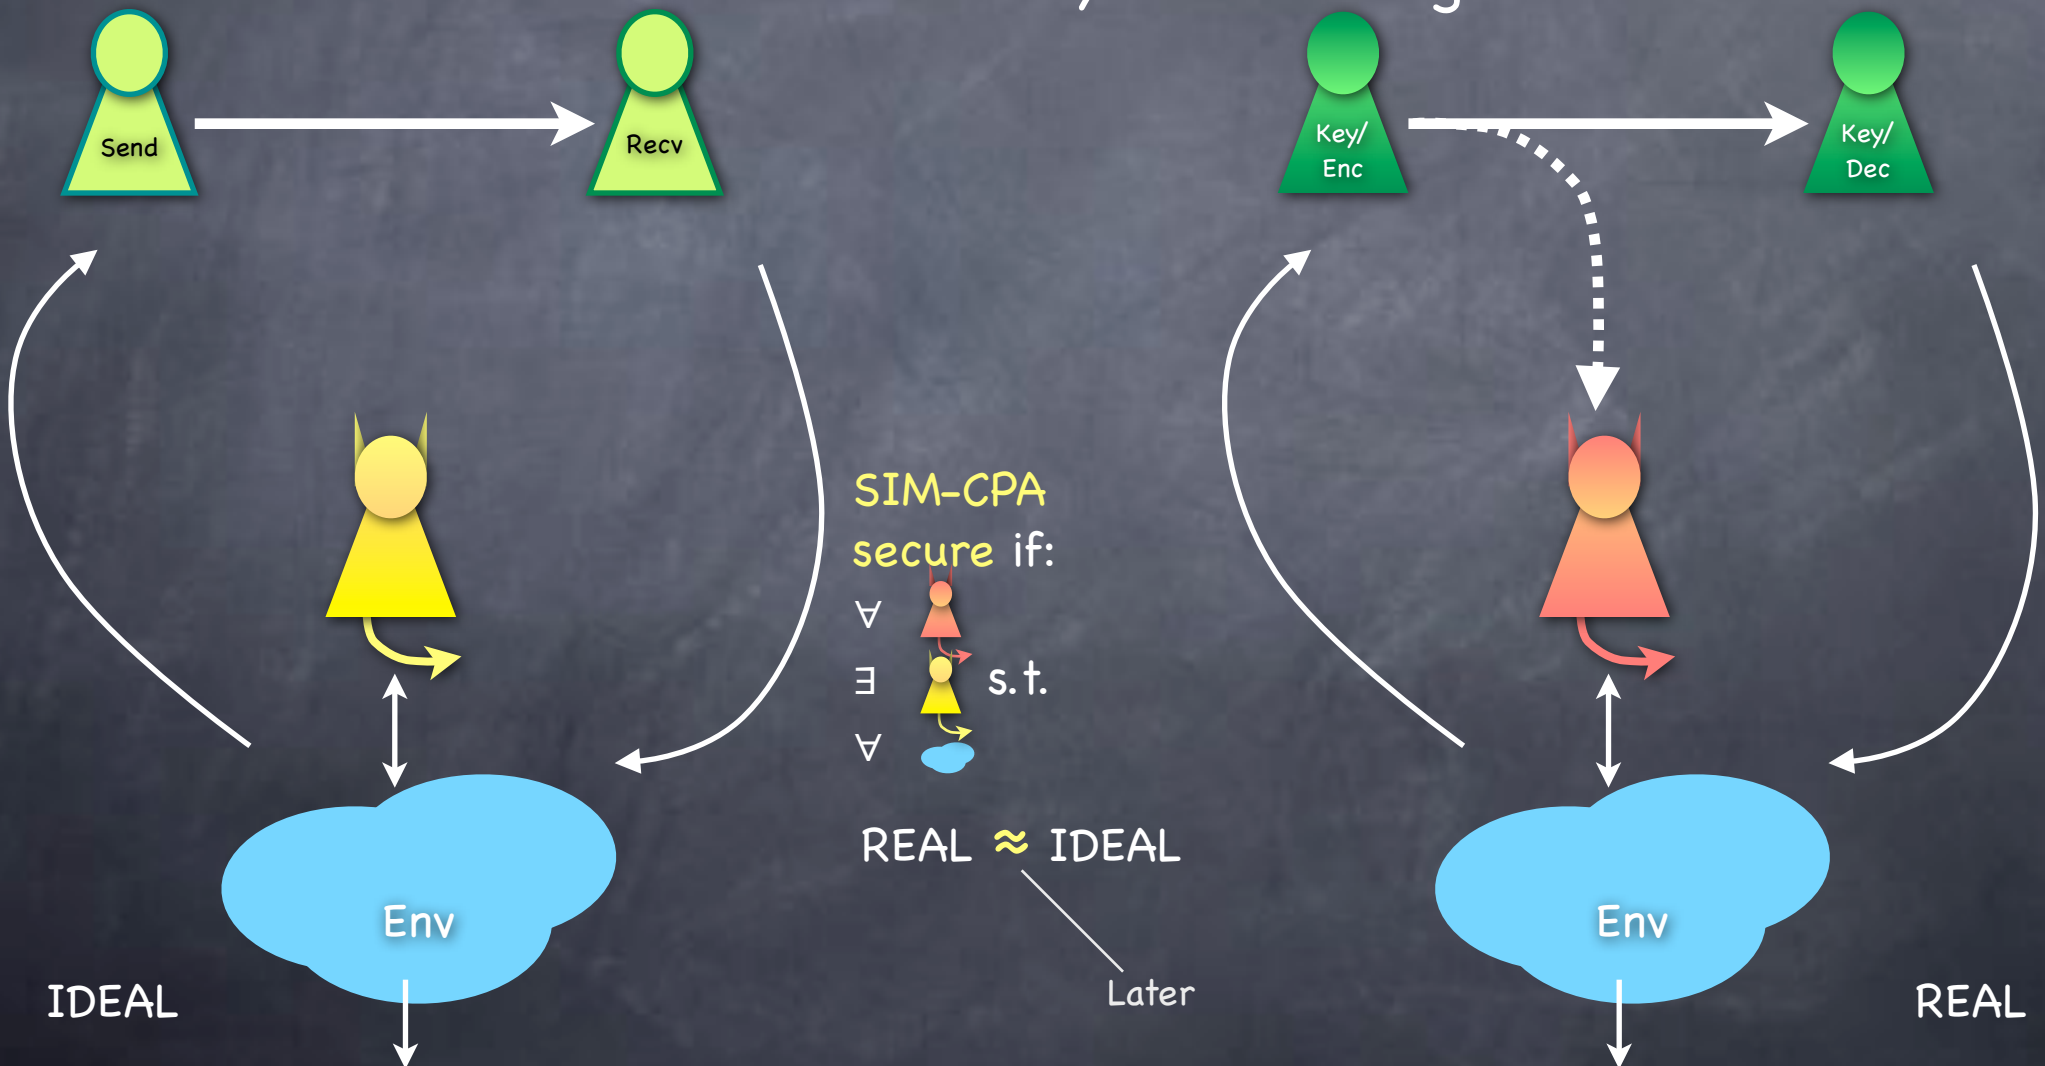 Send
Recv
Key/
Enc
Key/
Dec
SIM-CPA
secure if:
∀
∃ s.t.
∀
REAL ≈ IDEAL
Later
Env
Env
IDEAL
REAL